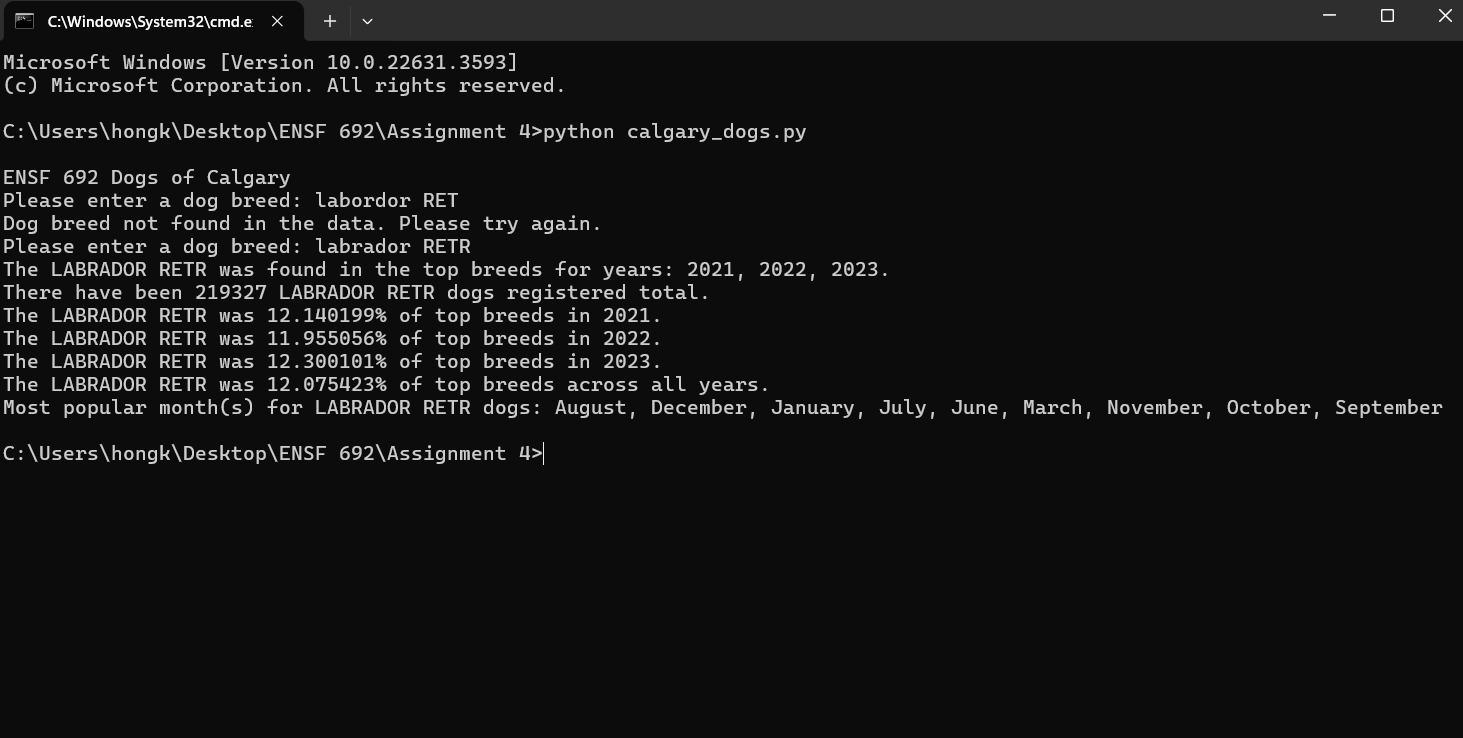 C:\Windows\System32\cmd.e
Microsoft Windows [Version 10.0.22631.3593]
(c) Microsoft Corporation. All rights reserved.
C:\Users\hongk\Desktop\ENSF 692\Assignment 4>python calgary_dogs.py
ENSF 692 Dogs of Calgary
Please enter a dog breed: labordor RET
Dog breed not found in the data. Please try again.
Please enter a dog breed: labrador RETR
The LABRADOR RETR was found in the top breeds for years: 2021, 2022, 2023.
There have been 219327 LABRADOR RETR dogs registered total.
The LABRADOR RETR was 12.140199% of top breeds in 2021.
The LABRADOR RETR was 11.955056% of top breeds in 2022.
The LABRADOR RETR was 12.300101% of top breeds in 2023.
The LABRADOR RETR was 12.075423% of top breeds across all years.
Most popular month(s) for LABRADOR RETR dogs: August, December, January, July, June, March, November, October, September
C:\Users\hongk\Desktop\ENSF 692\Assignment 4>